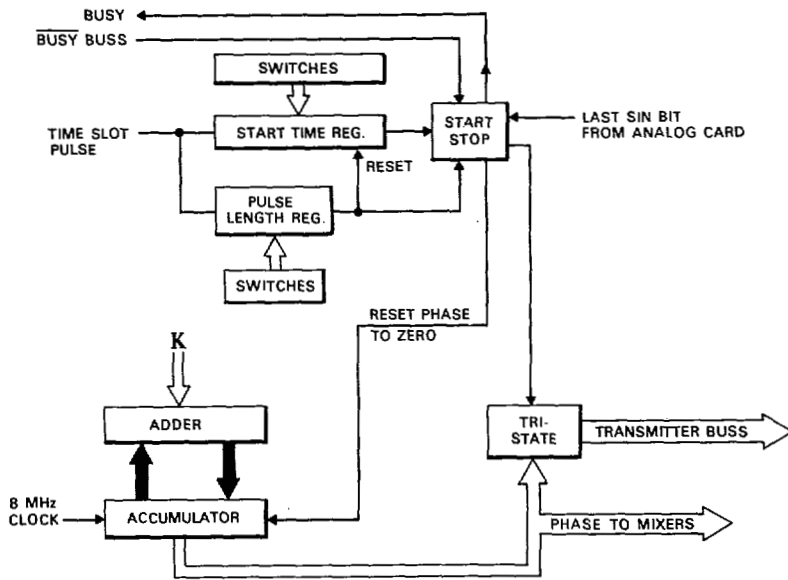 BUSY
BUSY BUSS
SWITCHES
TIME SLOT
PULSE
START TIME REG.
START
STOP
LAST SIN BIT
FROM ANALOG CARD
RESET
PULSE
LENGTH REG.
SWITCHES
RESET PHASE
TO ZERO
K
ADDER
TRI-
STATE
TRANSMITTER BUSS
8 MHz
CLOCK
ACCUMULATOR
PHASE TO MIXERS